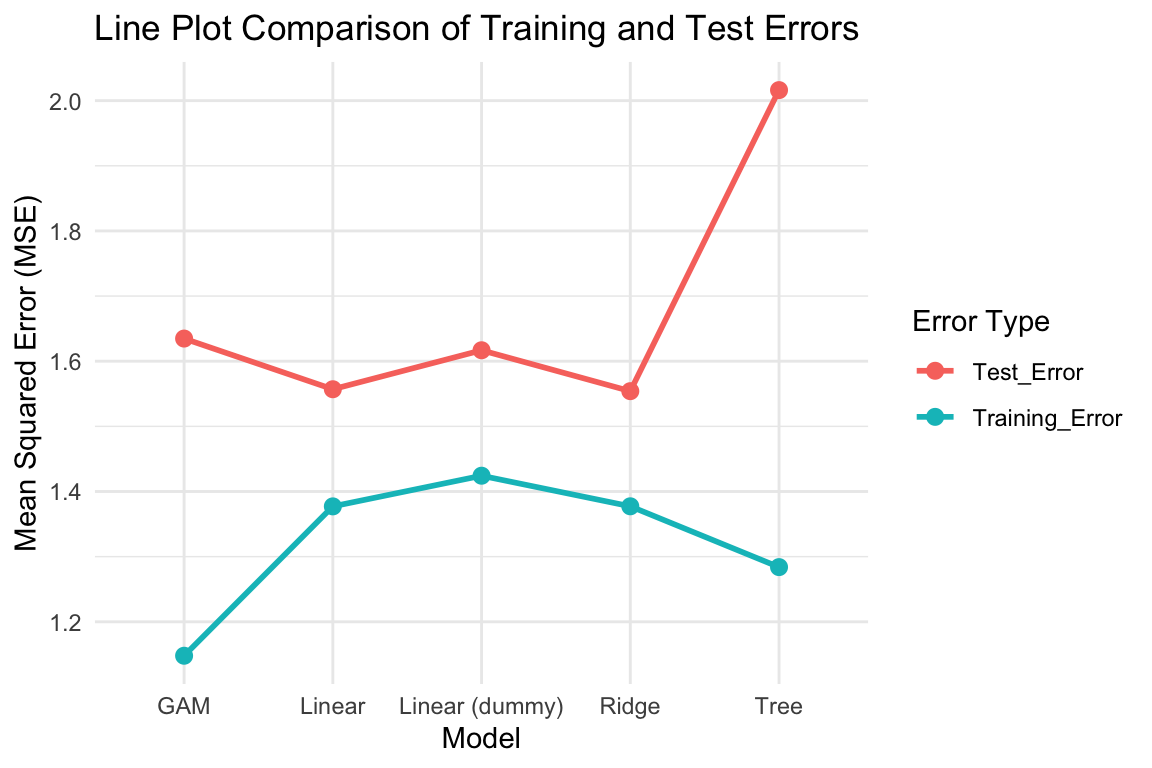 Line Plot Comparison of Training and Test Errors
Mean Squared Error (MSE)
2.0
1.8
1.6
1.4
1.2
GAM
Linear
Linear (dummy)
Ridge
Tree
Model
Error Type
Test_Error
Training_Error